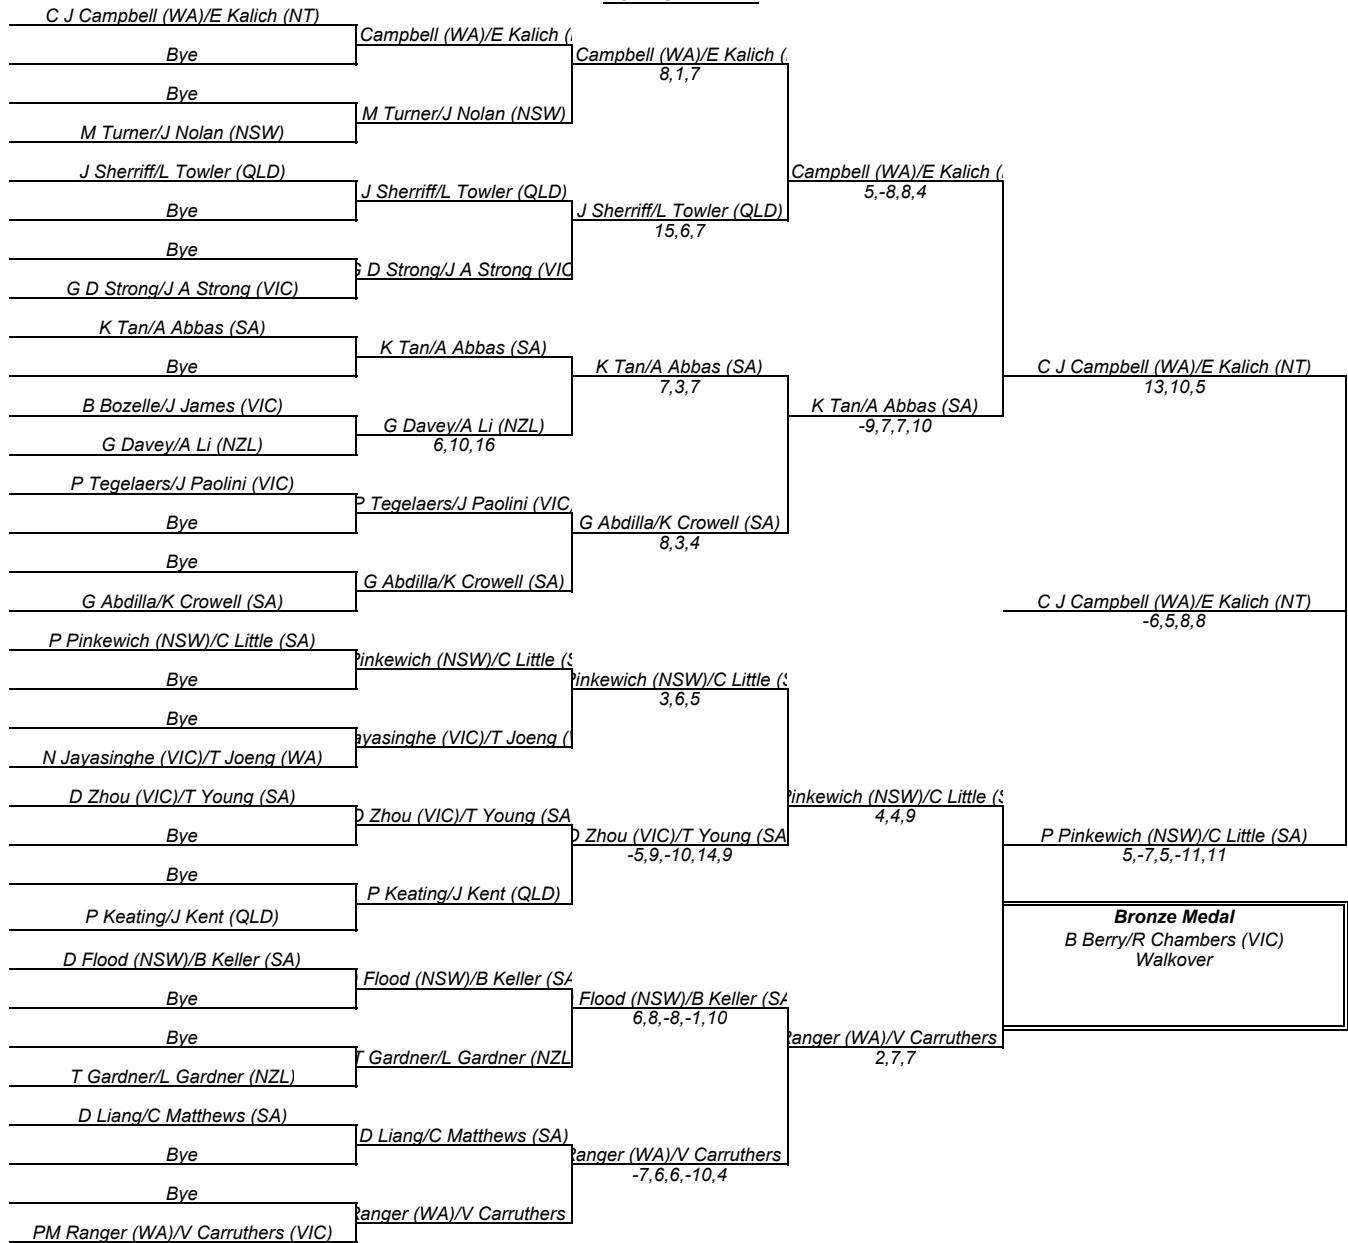 C J Campbell (WA)/E Kalich (NT)
Bye
Bye
M Turner/J Nolan (NSW)
J Sherriff/L Towler (QLD)
Bye
Bye
G D Strong/J A Strong (VIC)
K Tan/A Abbas (SA)
Bye
B Bozelle/J James (VIC)
G Davey/A Li (NZL)
P Tegelaers/J Paolini (VIC)
Bye
Bye
G Abdilla/K Crowell (SA)
P Pinkewich (NSW)/C Little (SA)
Bye
Bye
N Jayasinghe (VIC)/T Joeng (WA)
D Zhou (VIC)/T Young (SA)
Bye
Bye
P Keating/J Kent (QLD)
D Flood (NSW)/B Keller (SA)
Bye
Bye
T Gardner/L Gardner (NZL)
D Liang/C Matthews (SA)
Bye
Bye
PM Ranger (WA)/V Carruthers (VIC)
Campbell (WA)/E Kalich (
M Turner/J Nolan (NSW)
J Sherriff/L Towler (QLD)
G D Strong/J A Strong (VIC
K Tan/A Abbas (SA)
G Davey/A Li (NZL)
6,10,16
P Tegelaers/J Paolini (VIC)
G Abdilla/K Crowell (SA)
Pinkewich (NSW)/C Little (S
ayasinghe (VIC)/T Joeng (
D Zhou (VIC)/T Young (SA
P Keating/J Kent (QLD)
Flood (NSW)/B Keller (SA
T Gardner/L Gardner (NZL
D Liang/C Matthews (SA)
Ranger (WA)/V Carruthers
Campbell (WA)/E Kalich (
8,1,7
J Sherriff/L Towler (QLD)
15,6,7
K Tan/A Abbas (SA)
7,3,7
G Abdilla/K Crowell (SA)
8,3,4
Pinkewich (NSW)/C Little (S
3,6,5
D Zhou (VIC)/T Young (SA
-5,9,-10,14,9
Flood (NSW)/B Keller (SA
6,8,-8,-1,10
Ranger (WA)/V Carruthers
-7,6,6,-10,4
Campbell (WA)/E Kalich (
5,-8,8,4
K Tan/A Abbas (SA)
-9,7,7,10
Pinkewich (NSW)/C Little (S
4,4,9
Ranger (WA)/V Carruthers
2,7,7
C J Campbell (WA)/E Kalich (NT)
13,10,5
C J Campbell (WA)/E Kalich (NT)
-6,5,8,8
P Pinkewich (NSW)/C Little (SA)
5,-7,5,-11,11
Bronze Medal
B Berry/R Chambers (VIC)
Walkover